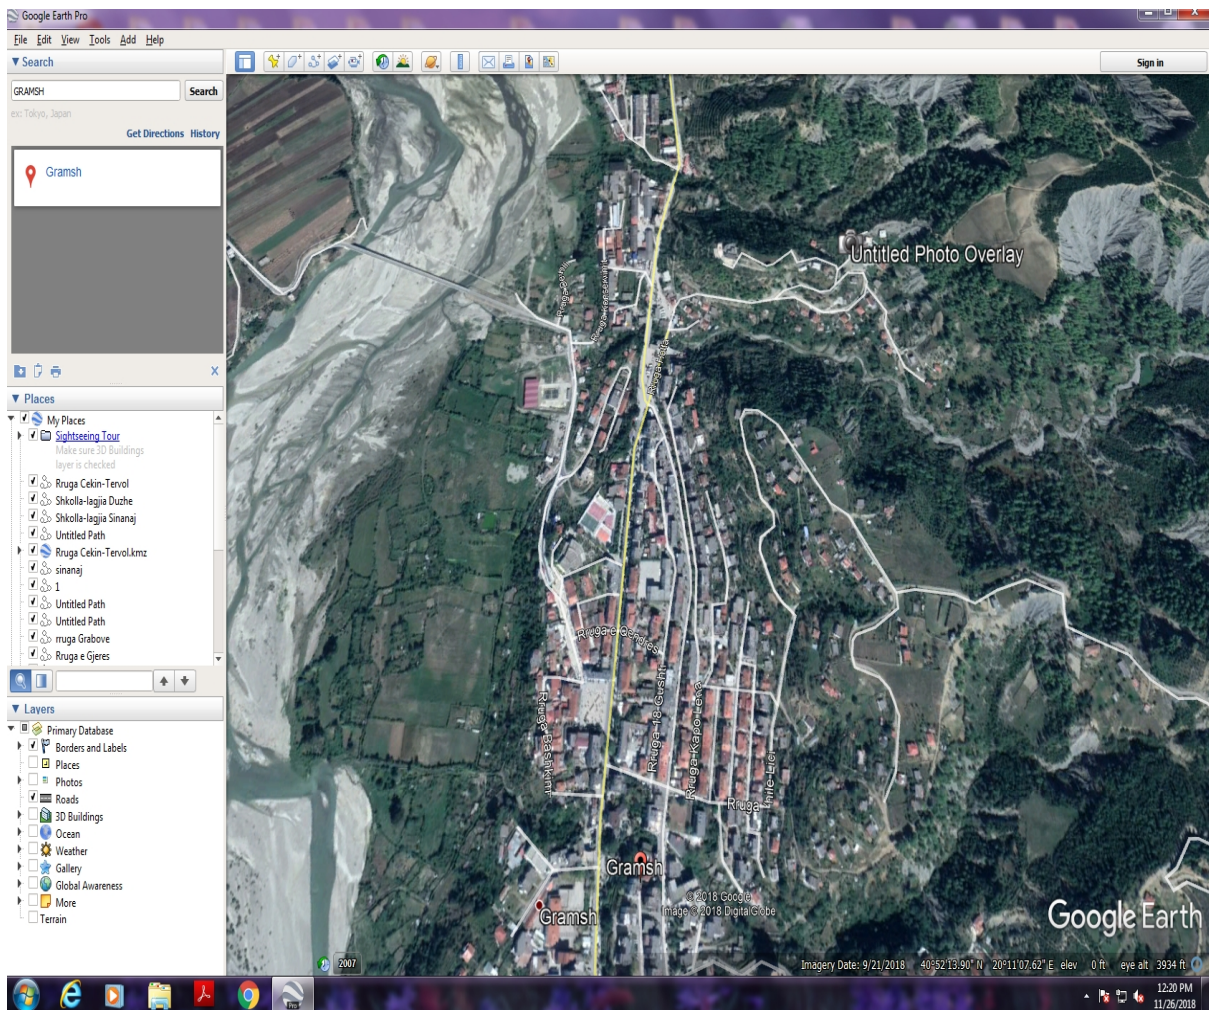 Google Earth Pro
File Edit View Tools Add Help
Search
Sign in
GRAMSH
Search
ex: Tokyo, Japan
Get Directions History
Gramsh
Places
My Places
Sightseeing Tour
Make sure 3D Buildings
layer is checked
Rruga Cekin-Tervol
Shkolla-lagjia Duzhe
Shkolla-lagjia Sinanaj
Untitled Path
Rruga Cekin-Tervol.kmz
sinanaj
1
Untitled Path
Untitled Path
rruga Grabove
Rruga e Gjeres
Layers
Primary Database
Borders and Labels
Places
Photos
Roads
3D Buildings
Ocean
Weather
Gallery
Global Awareness
More
Terrain
Untitled Photo Overlay
Rruga e Qendres
Rruga Bashkimi
Rruga 18 Gushti
Rruga Kapo Leka
Rruga
Gramsh
Gramsh
© 2018 Google
Image © 2018 DigitalGlobe
Google Earth
2007
Imagery Date: 9/21/2018 40°52'13.90" N 20°11'07.62" E elev 0 ft eye alt 3934 ft
Pro
12:20 PM
11/26/2018